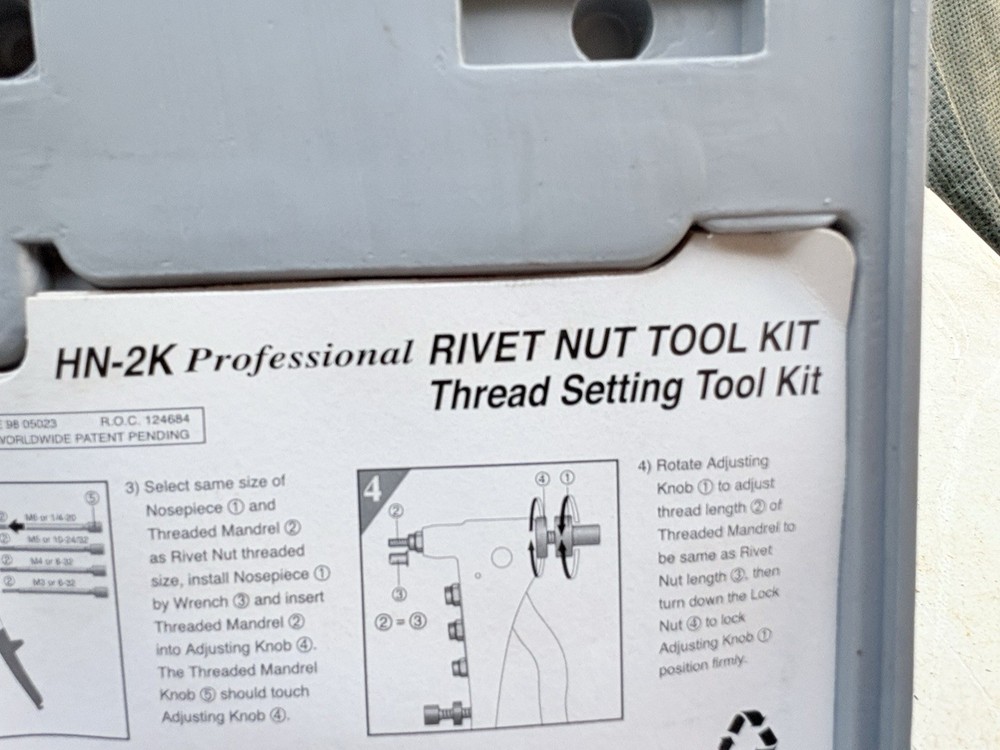 HN-2K Professional RIVET NUT TOOL KIT
Thread Setting Tool Kit
98 05023 R.O.C. 124684
WORLDWIDE PATENT PENDING
⑤
② M6 or 1/4-20
② M5 or 10-24/32
② M4 or 8-32
② M3 or 6-32
3) Select same size of
Nosepiece ① and
Threaded Mandrel ②
as Rivet Nut threaded
size, install Nosepiece ①
by Wrench ③ and insert
Threaded Mandrel ②
into Adjusting Knob ④.
The Threaded Mandrel
Knob ⑤ should touch
Adjusting Knob ④.
4
④ ①
②
③
② = ③
4) Rotate Adjusting
Knob ① to adjust
thread length ② of
Threaded Mandrel to
be same as Rivet
Nut length ③, then
turn down the Lock
Nut ④ to lock
Adjusting Knob ①
position firmly.